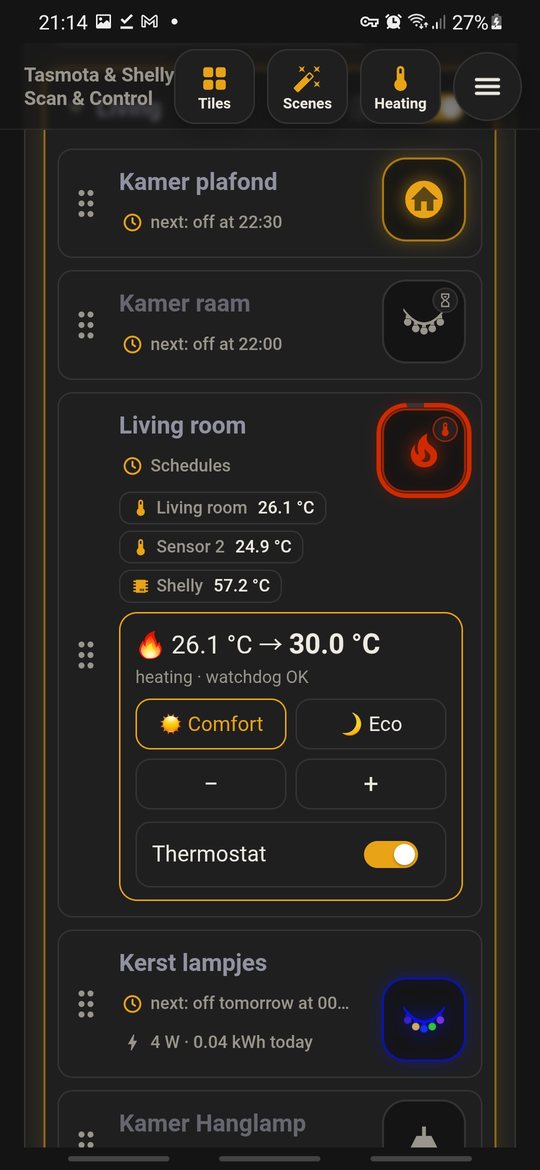 21:14
27%
Tasmota & Shelly
Scan & Control
Tiles
Scenes
Heating
Kamer plafond
next: off at 22:30
Kamer raam
next: off at 22:00
Living room
Schedules
Living room 26.1 °C
Sensor 2 24.9 °C
Shelly 57.2 °C
26.1 °C → 30.0 °C
heating · watchdog OK
Comfort
Eco
−
+
Thermostat
Kerst lampjes
next: off tomorrow at 00...
4 W · 0.04 kWh today
Kamer Hanglamp